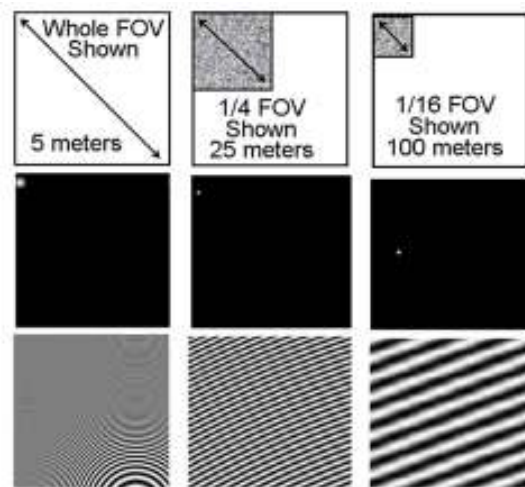 Whole FOV
Shown
5 meters
1/4 FOV
Shown
25 meters
1/16 FOV
Shown
100 meters